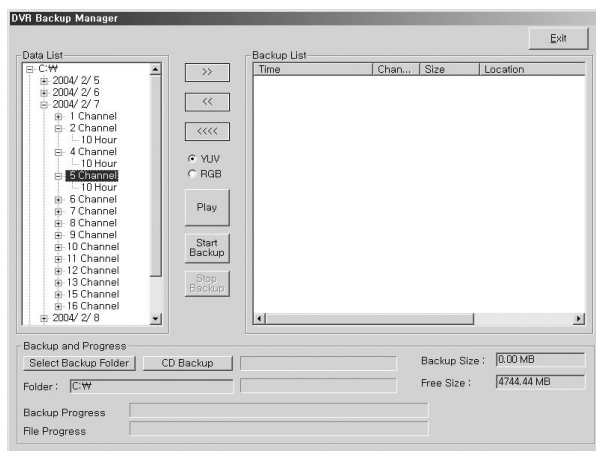 DVR Backup Manager
Exit
Data List
C:₩
2004/ 2/ 5
2004/ 2/ 6
2004/ 2/ 7
1 Channel
2 Channel
10 Hour
4 Channel
10 Hour
5 Channel
10 Hour
6 Channel
7 Channel
8 Channel
9 Channel
10 Channel
11 Channel
12 Channel
13 Channel
15 Channel
16 Channel
2004/ 2/ 8
>>
<<
<<<<
YUV
RGB
Play
Start Backup
Stop Backup
Backup List
Time Chan... Size Location
Backup and Progress
Select Backup Folder CD Backup Backup Size : 0.00 MB
Folder : C:₩ Free Size : 4744.44 MB
Backup Progress
File Progress